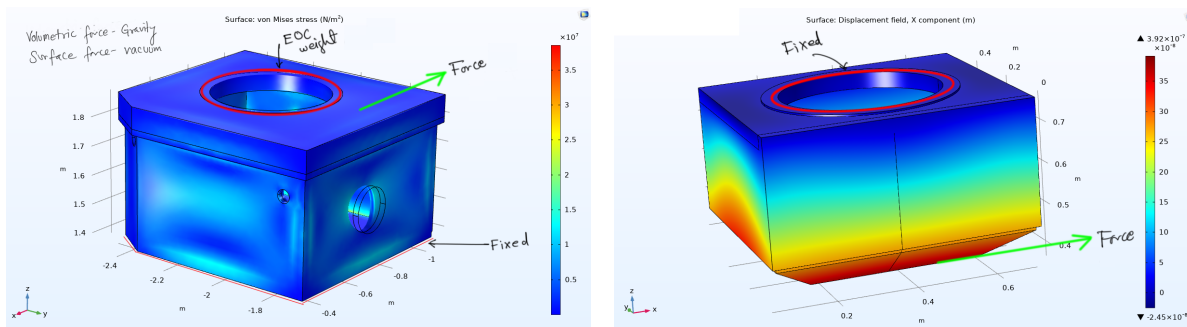 Surface: von Mises stress (N/m²)
Volumetric force- Gravity
Surface force- vacuum
EOC
weight
Force
Fixed
×10⁷
3.5
3
2.5
2
1.5
1
0.5
1.8
1.7
1.6
1.5
1.4
m
-2.4
-2.2
-2
-1.8
m
-1
-0.8
-0.6
-0.4
m
z
x
y
Surface: Displacement field, X component (m)
Fixed
Force
▲ 3.92×10⁻⁷
×10⁻⁸
35
30
25
20
15
10
5
0
▼ -2.45×10⁻⁸
m
0.4
0.2
0
0.7
0.6
0.5
0.4
m
0.2
0.4
0.6
m
z
y
x